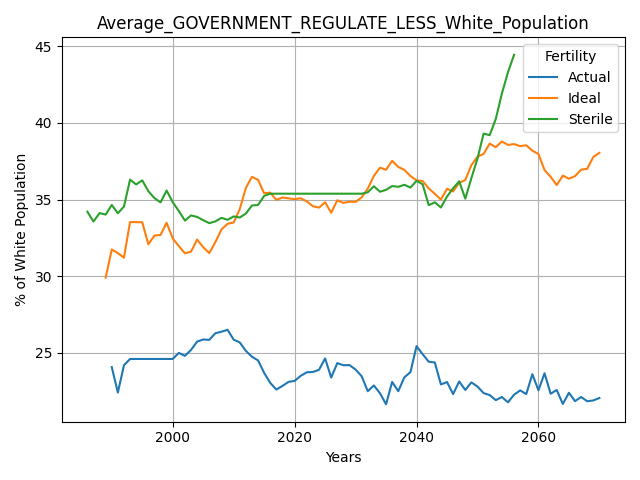 Average_GOVERNMENT_REGULATE_LESS_White_Population
Fertility
Actual
Ideal
Sterile
% of White Population
45
40
35
30
25
2000
2020
2040
2060
Years